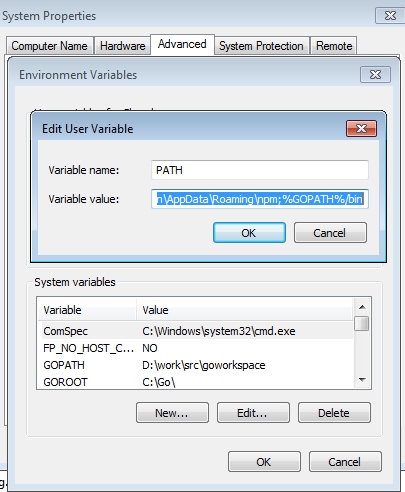 System Properties
Computer Name Hardware Advanced System Protection Remote
Environment Variables
Edit User Variable
Variable name: PATH
Variable value: n\AppData\Roaming\npm;%GOPATH%/bin
OK Cancel
System variables
Variable Value
ComSpec C:\Windows\system32\cmd.exe
FP_NO_HOST_C... NO
GOPATH D:\work\src\goworkspace
GOROOT C:\Go\
New... Edit... Delete
OK Cancel